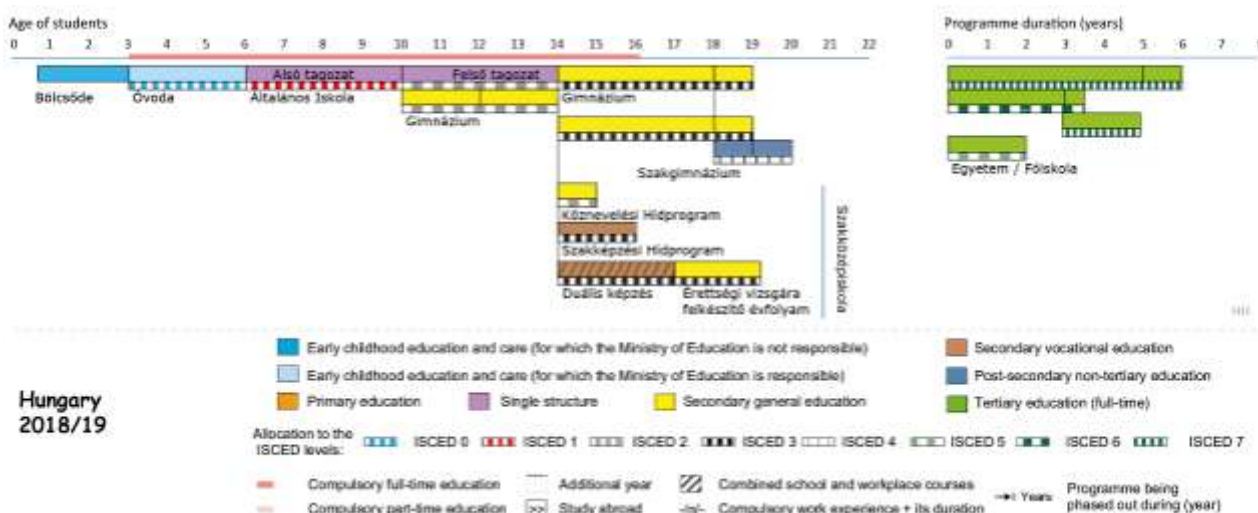 Age of students
Programme duration (years)
0 1 2 3 4 5 6 7 8 9 10 11 12 13 14 15 16 17 18 19 20 21 22
0 1 2 3 4 5 6 7
Alsó tagozat
Felső tagozat
Bölcsőde
Óvoda
Általános Iskola
Gimnázium
Gimnázium
Szakgimnázium
Egyetem / Főiskola
Köznevelési Hídprogram
Szakképzési Hídprogram
Duális képzés
Érettségi vizsgára
felkészítő évfolyam
Szakközépiskola
Hungary
2018/19
Early childhood education and care (for which the Ministry of Education is not responsible)
Early childhood education and care (for which the Ministry of Education is responsible)
Primary education
Single structure
Secondary general education
Secondary vocational education
Post-secondary non-tertiary education
Tertiary education (full-time)
Allocation to the
ISCED levels:
ISCED 0
ISCED 1
ISCED 2
ISCED 3
ISCED 4
ISCED 5
ISCED 6
ISCED 7
Compulsory full-time education
Additional year
Combined school and workplace courses
Years
Programme being
phased out during (year)
Compulsory part-time education
>> Study abroad
-/n/- Compulsory work experience + its duration